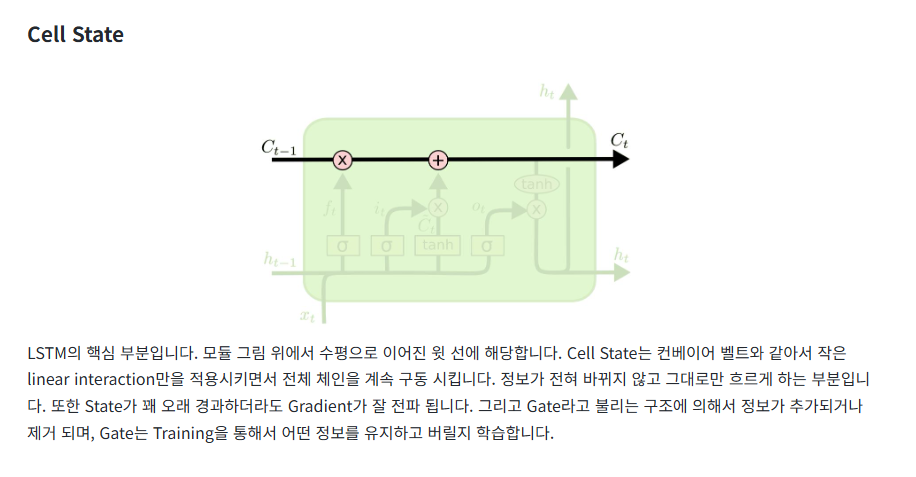 Cell State
h_t
C_{t-1}
C_t
x
+
tanh
f_t
i_t
x
o_t
x
C̃_t
σ
σ
tanh
σ
h_{t-1}
h_t
x_t
LSTM의 핵심 부분입니다. 모듈 그림 위에서 수평으로 이어진 윗 선에 해당합니다. Cell State는 컨베이어 벨트와 같아서 작은
linear interaction만을 적용시키면서 전체 체인을 계속 구동 시킵니다. 정보가 전혀 바뀌지 않고 그대로만 흐르게 하는 부분입니
다. 또한 State가 꽤 오래 경과하더라도 Gradient가 잘 전파 됩니다. 그리고 Gate라고 불리는 구조에 의해서 정보가 추가되거나
제거 되며, Gate는 Training을 통해서 어떤 정보를 유지하고 버릴지 학습합니다.